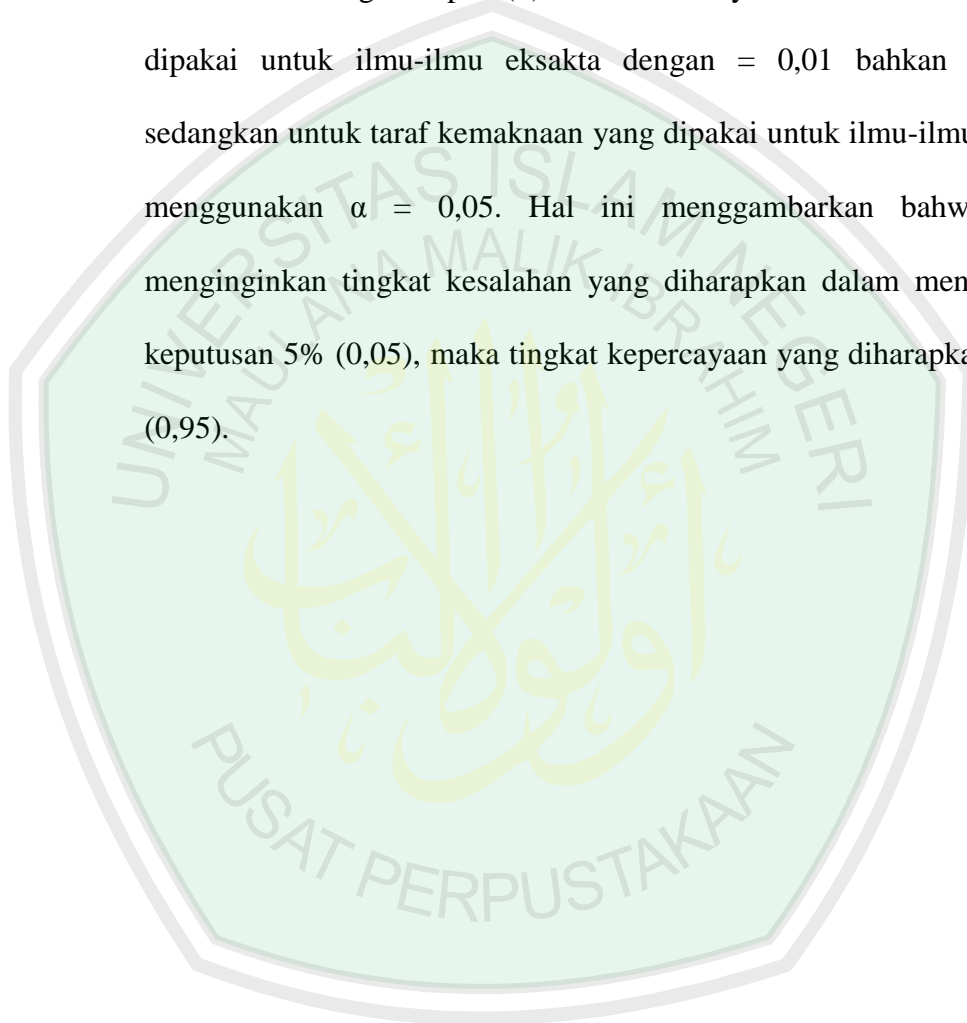 dipakai untuk ilmu-ilmu eksakta dengan = 0,01 bahkan
sedangkan untuk taraf kemaknaan yang dipakai untuk ilmu-ilmu
menggunakan α = 0,05. Hal ini menggambarkan bahw
menginginkan tingkat kesalahan yang diharapkan dalam men
keputusan 5% (0,05), maka tingkat kepercayaan yang diharapka
(0,95).
UNIVERSITAS ISLAM NEGERI
MAULANA MALIK IBRAHIM
PUSAT PERPUSTAKAAN